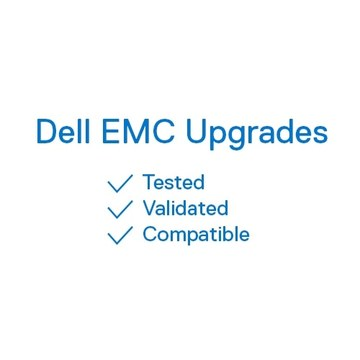 Dell EMC Upgrades
Tested
Validated
Compatible